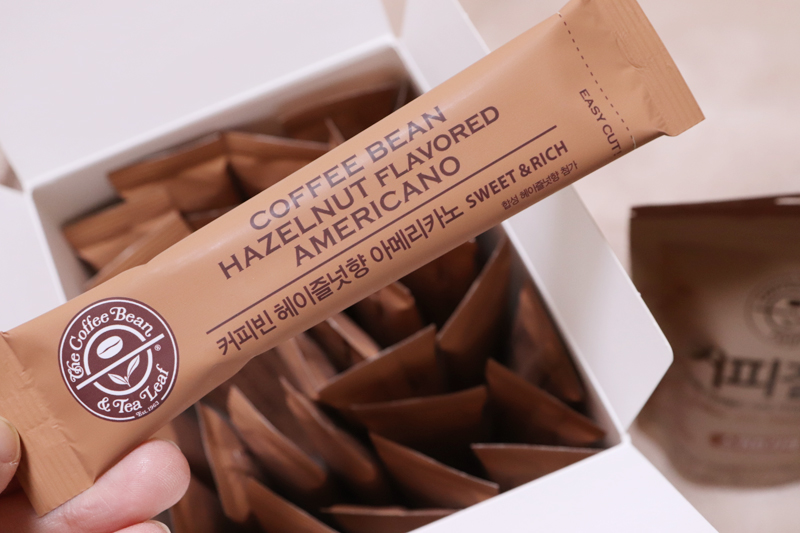 COFFEE BEAN
HAZELNUT FLAVORED
AMERICANO
커피빈 헤이즐넛향 아메리카노 SWEET & RICH
합성 헤이즐넛향 첨가
EASY CUT
The Coffee Bean
& Tea Leaf
®
Est. 1963